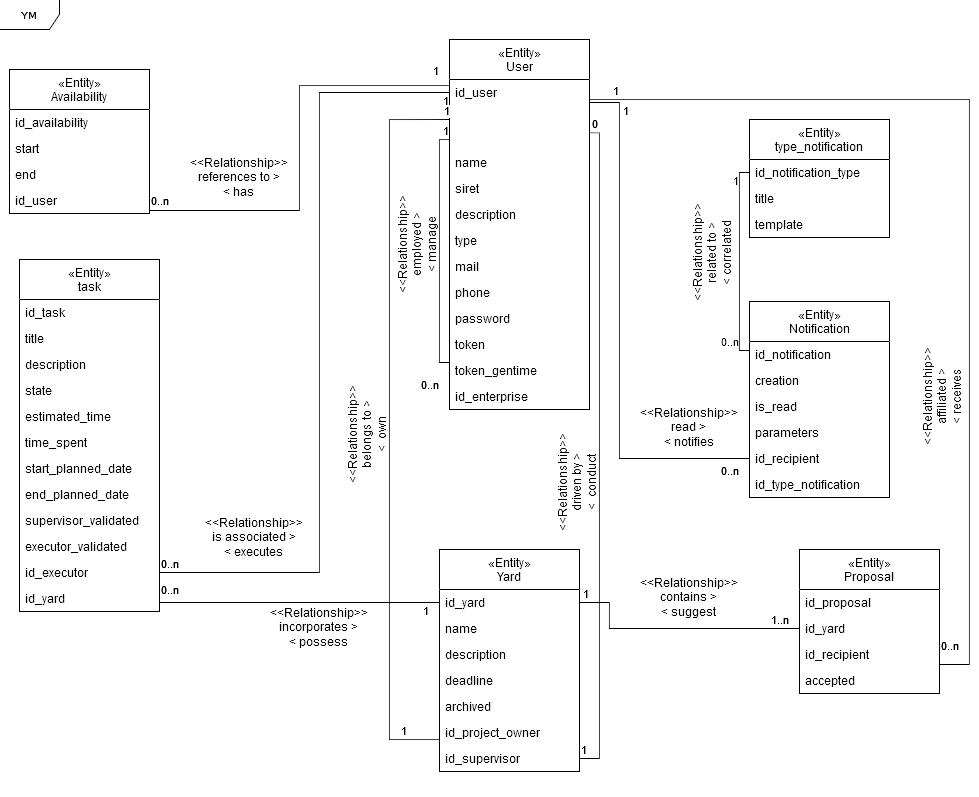 YM
«Entity»
Availability
id_availability
start
end
id_user
<<Relationship>>
references to >
< has
0..n
1
«Entity»
User
id_user
name
siret
description
type
mail
phone
password
token
token_gentime
id_enterprise
1
1
1
<<Relationship>>
employed >
< manage
0..n
<<Relationship>>
belongs to >
< own
1
0
1
1
«Entity»
type_notification
id_notification_type
title
template
1
<<Relationship>>
related to >
< correlated
0..n
«Entity»
Notification
id_notification
creation
is_read
parameters
id_recipient
id_type_notification
<<Relationship>>
read >
< notifies
0..n
<<Relationship>>
affiliated >
< receives
«Entity»
task
id_task
title
description
state
estimated_time
time_spent
start_planned_date
end_planned_date
supervisor_validated
executor_validated
id_executor
id_yard
<<Relationship>>
is associated >
< executes
0..n
0..n
<<Relationship>>
incorporates >
< possess
1
<<Relationship>>
driven by >
< conduct
«Entity»
Yard
id_yard
name
description
deadline
archived
id_project_owner
id_supervisor
1
1
<<Relationship>>
contains >
< suggest
1..n
«Entity»
Proposal
id_proposal
id_yard
id_recipient
accepted
0..n